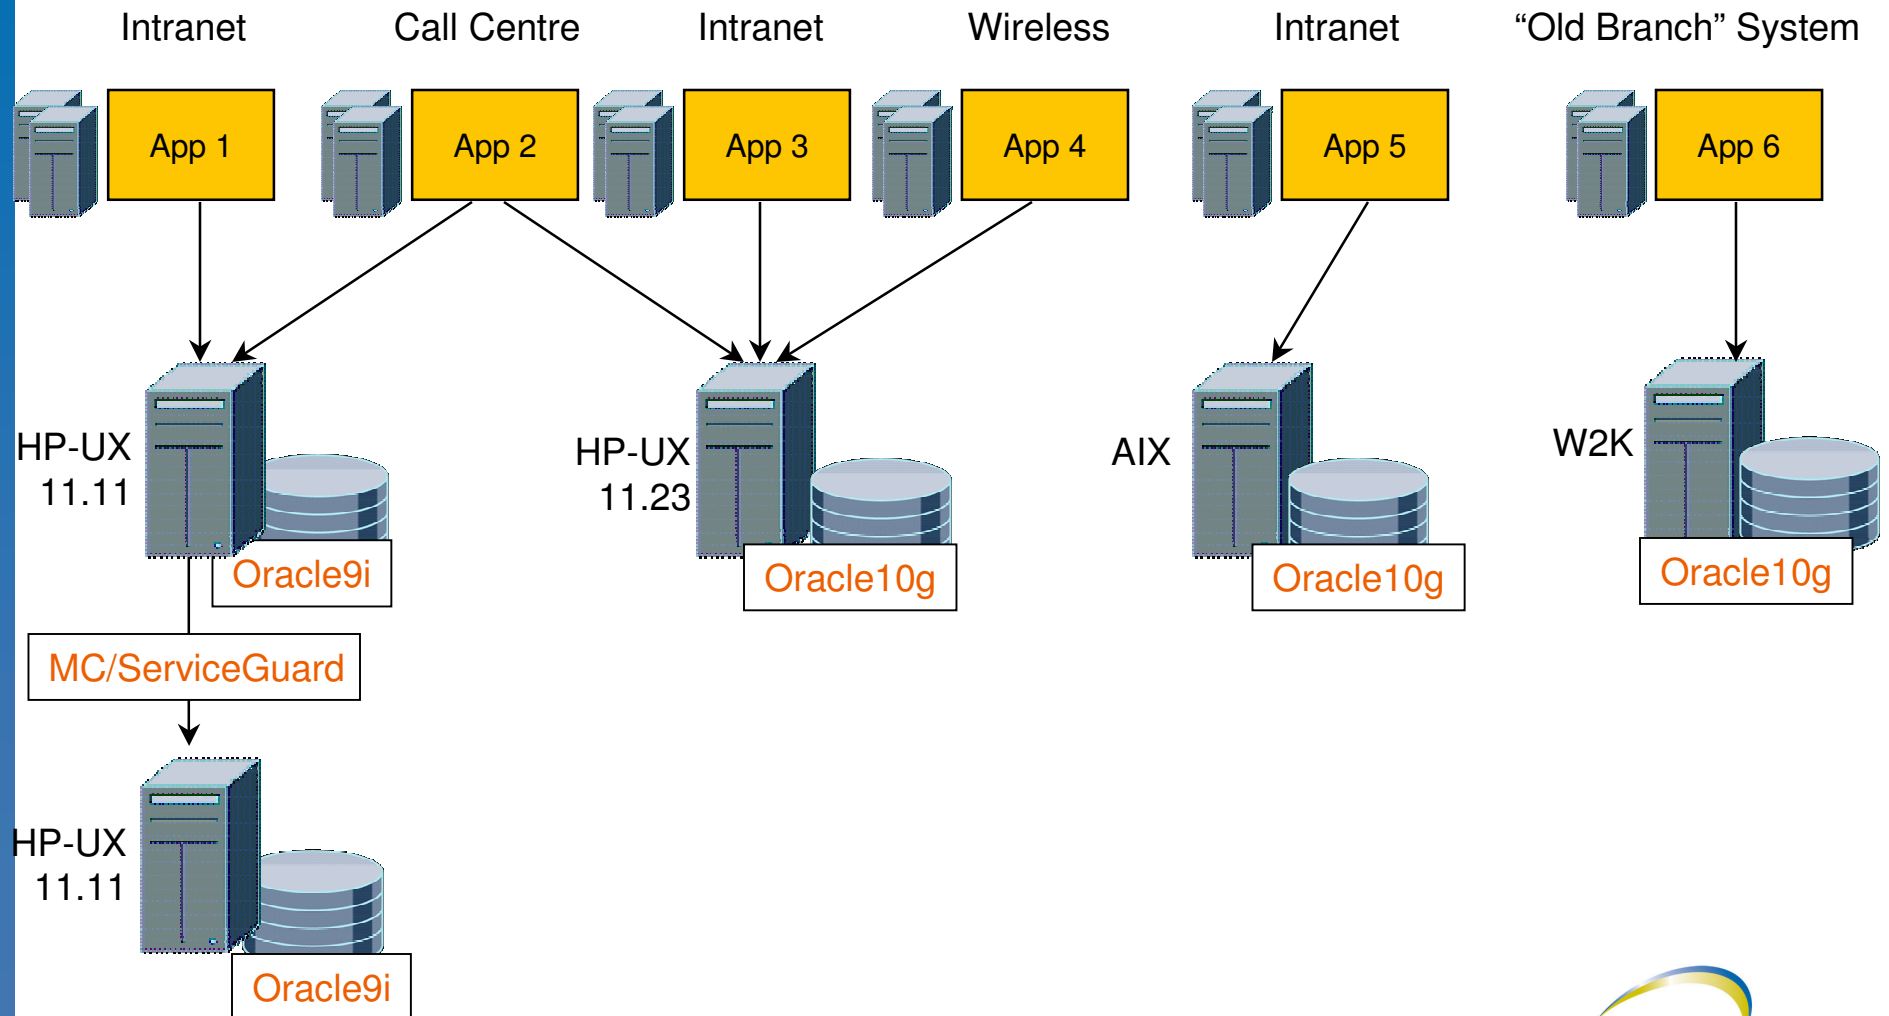 Intranet
Call Centre
Intranet
Wireless
Intranet
“Old Branch” System
App 1
App 2
App 3
App 4
App 5
App 6
HP-UX
11.11
HP-UX
11.23
AIX
W2K
Oracle9i
Oracle10g
Oracle10g
Oracle10g
MC/ServiceGuard
HP-UX
11.11
Oracle9i